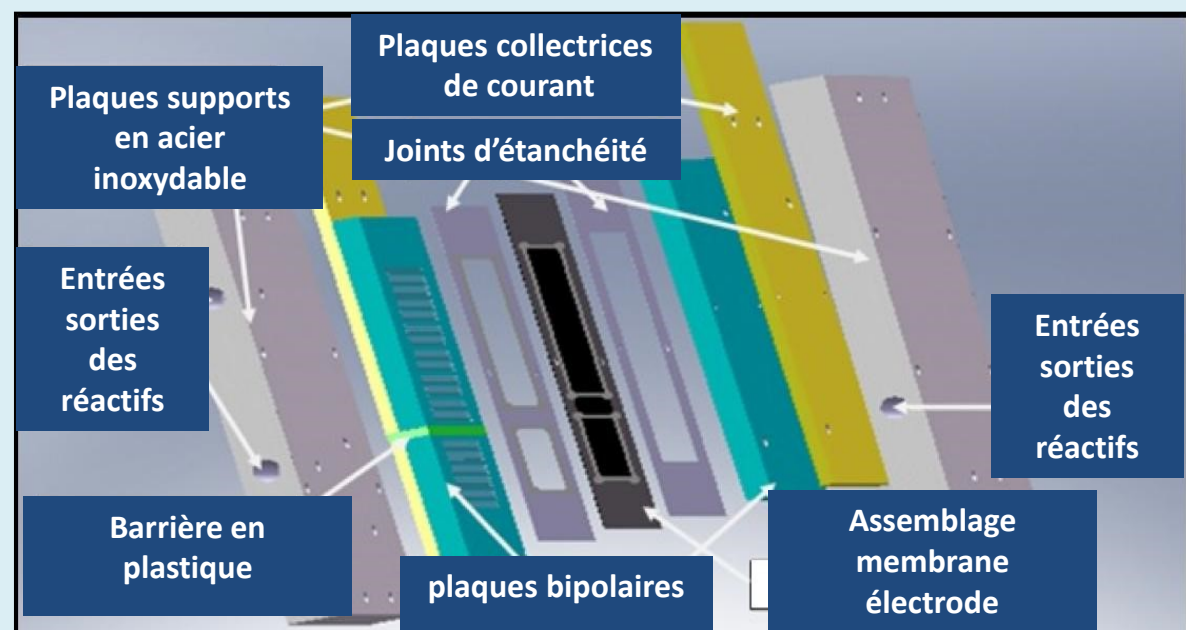 Plaques collectrices
de courant
Plaques supports
en acier
inoxydable
Joints d'étanchéité
Entrées
sorties
des
réactifs
Entrées
sorties
des
réactifs
Barrière en
plastique
plaques bipolaires
Assemblage
membrane
électrode